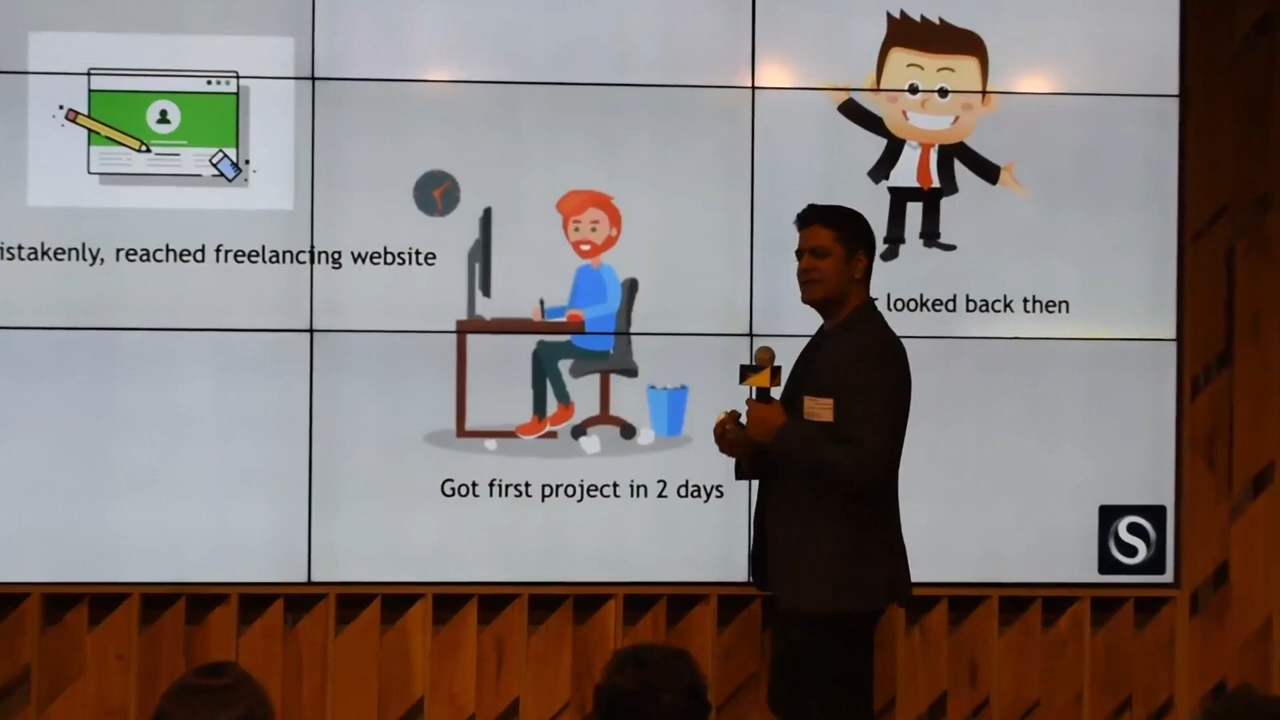 istakenly, reached freelancing website
looked back then
Got first project in 2 days
S